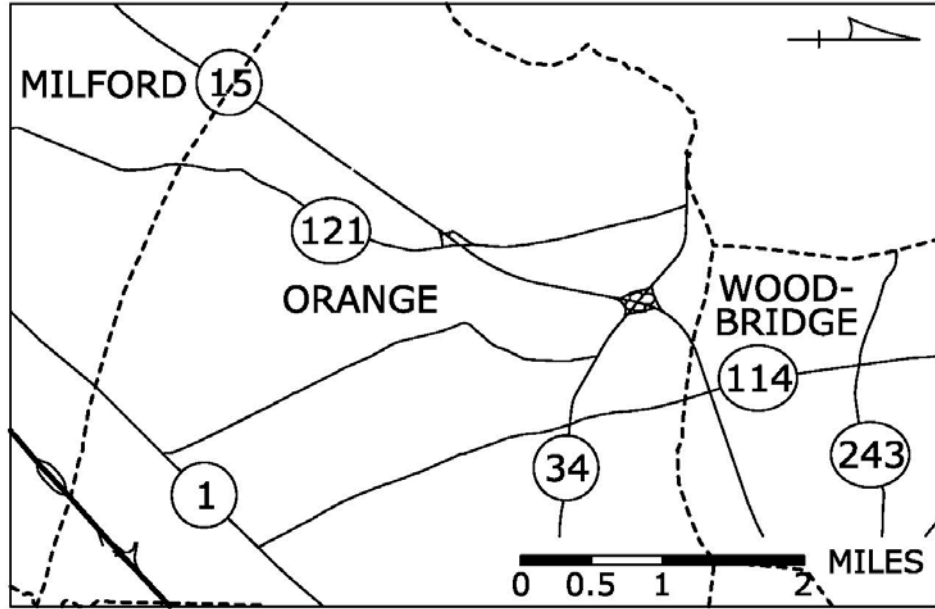 MILFORD
15
121
ORANGE
WOOD-
BRIDGE
114
34
243
1
0 0.5 1 2 MILES